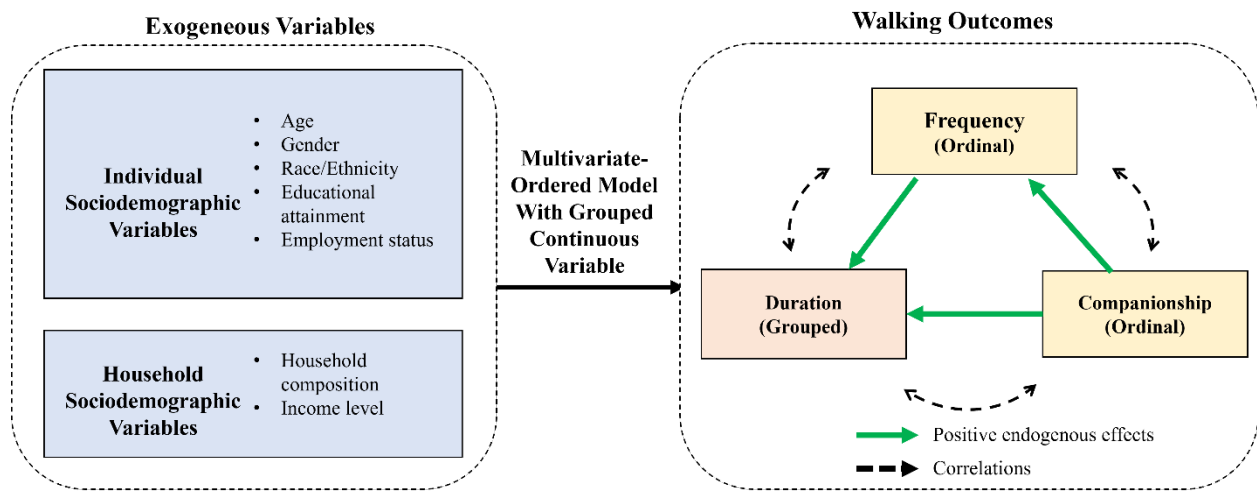 Exogeneous Variables
Individual
Sociodemographic
Variables
• Age
• Gender
• Race/Ethnicity
• Educational
attainment
• Employment status
Household
Sociodemographic
Variables
• Household
composition
• Income level
Multivariate-
Ordered Model
With Grouped
Continuous
Variable
Walking Outcomes
Frequency
(Ordinal)
Duration
(Grouped)
Companionship
(Ordinal)
Positive endogenous effects
Correlations